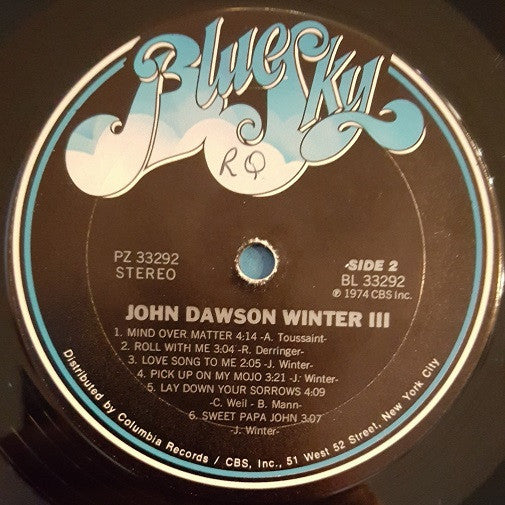 Blue Sky
RQ
PZ 33292
STEREO
SIDE 2
BL 33292
℗ 1974 CBS Inc.
JOHN DAWSON WINTER III
1. MIND OVER MATTER 4:14 -A. Toussaint-
2. ROLL WITH ME 3:04 -R. Derringer-
3. LOVE SONG TO ME 2:05 -J. Winter-
4. PICK UP ON MY MOJO 3:21 -J. Winter-
5. LAY DOWN YOUR SORROWS 4:09
-C. Weil - B. Mann-
6. SWEET PAPA JOHN 3:07
-J. Winter-
Distributed by Columbia Records / CBS, Inc., 51 West 52 Street, New York City